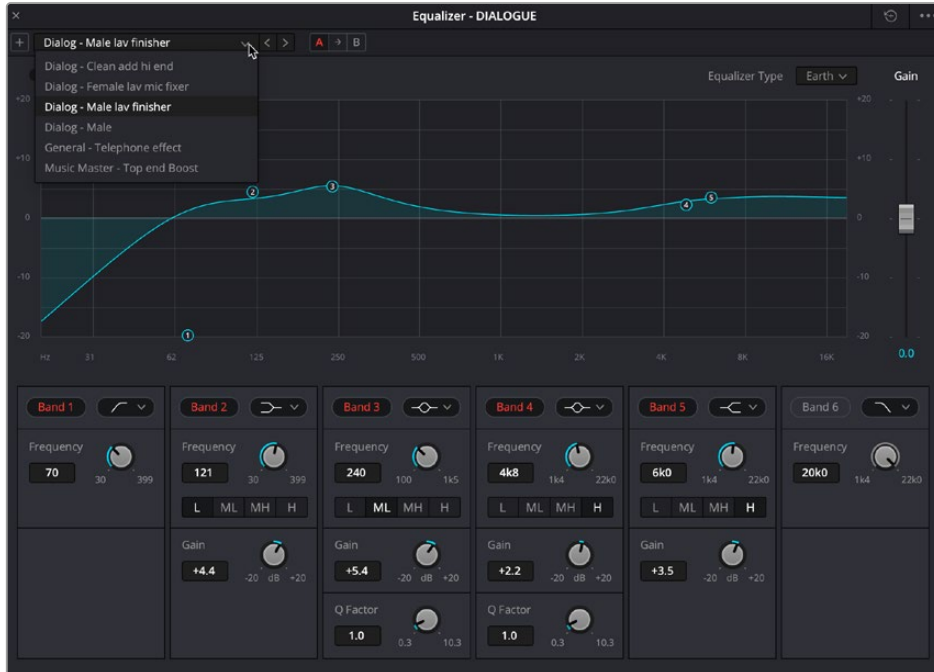 Equalizer - DIALOGUE
Dialog - Male lav finisher
A B
Dialog - Clean add hi end
Dialog - Female lav mic fixer
Dialog - Male lav finisher
Dialog - Male
General - Telephone effect
Music Master - Top end Boost
Equalizer Type Earth Gain
+20 +20
+10 +10
0 0
-10 -10
-20 -20
Hz 31 62 125 250 500 1K 2K 4K 8K 16K
0.0
1 2 3 4 5
Band 1 Band 2 Band 3 Band 4 Band 5 Band 6
Frequency Frequency Frequency Frequency Frequency Frequency
70 30 399 121 30 399 240 100 1k5 4k8 1k4 22k0 6k0 1k4 22k0 20k0 1k4 22k0
L ML MH H L ML MH H L ML MH H L ML MH H
Gain Gain Gain Gain
+4.4 -20 dB +20 +5.4 -20 dB +20 +2.2 -20 dB +20 +3.5 -20 dB +20
Q Factor Q Factor
1.0 0.3 10.3 1.0 0.3 10.3